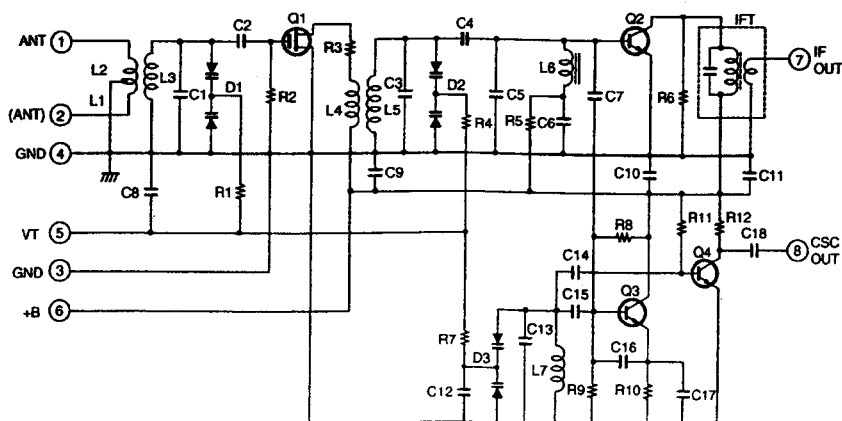 ANT 1
L2
L3
L1
(ANT) 2
GND 4
C1
D1
C2
R2
Q1
R3
L4
C3
L5
C4
D2
R4
C5
L6
R5
C6
C7
Q2
R6
IFT
7 IF OUT
C8
R1
C9
C10
C11
VT 5
GND 3
+B 6
R8
R11
R12
C18
8 CSC OUT
C14
Q4
C15
Q3
R7
D3
C13
L7
C16
C12
R9
R10
C17